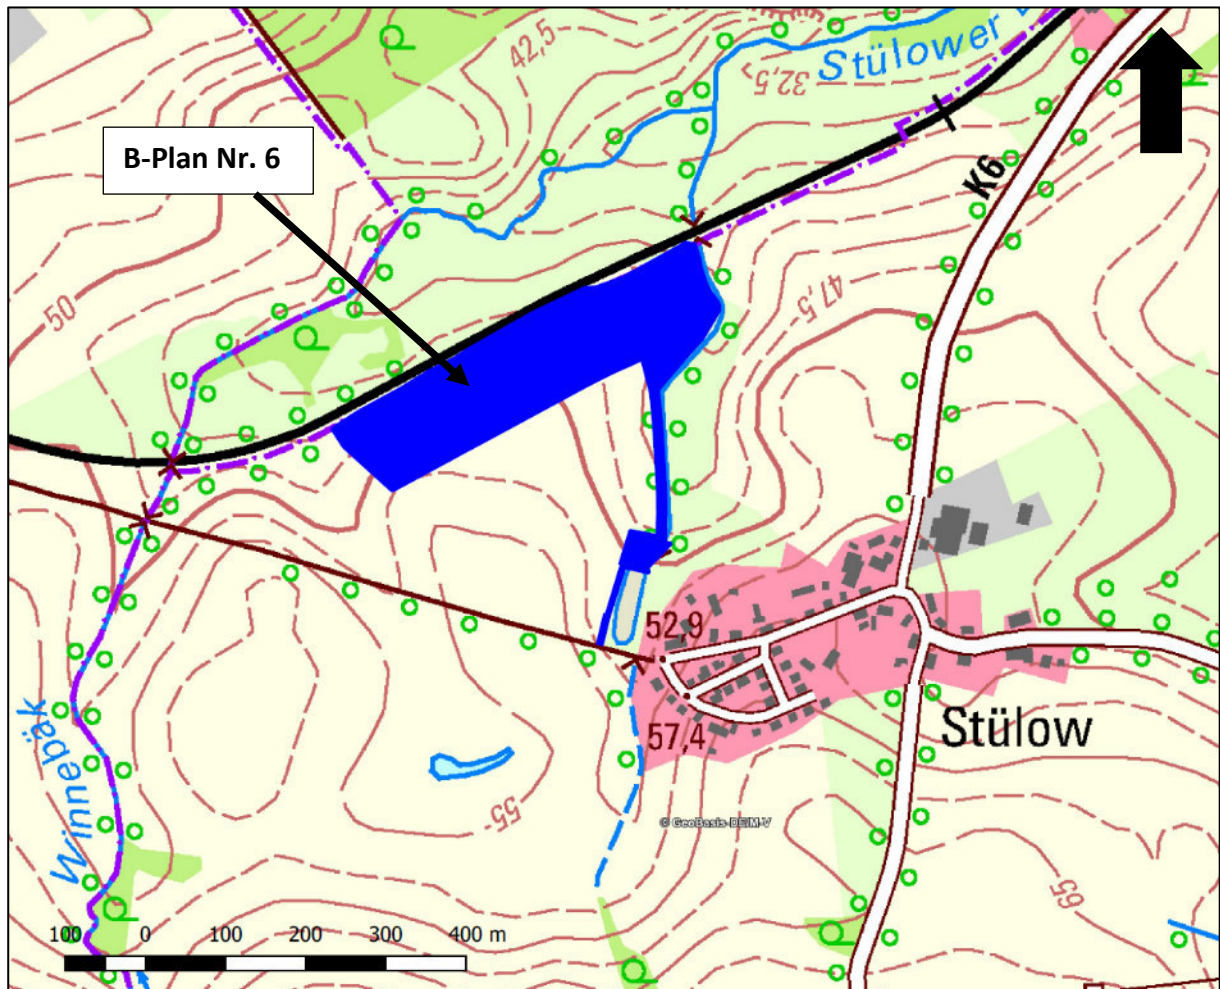 42,5
Stülower
32,5
B-Plan Nr. 6
K6
50
47,5
52,9
57,4
Stülow
Winnebäk
55
© GeoBasis-DE/M-V
65
100 0 100 200 300 400 m